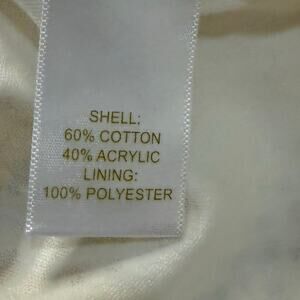 SHELL:
60% COTTON
40% ACRYLIC
LINING:
100% POLYESTER